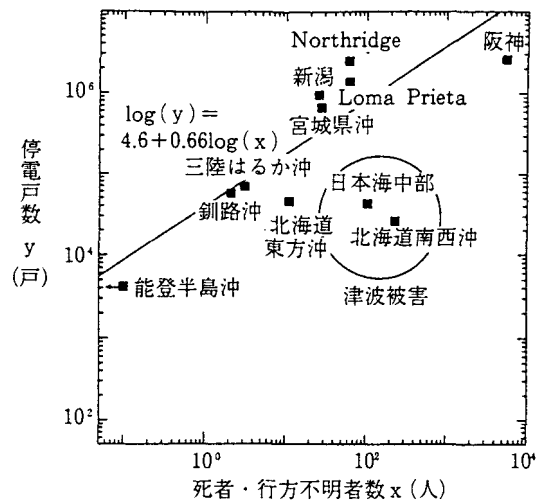 Northridge
阪神
新潟
10⁶
Loma Prieta
宮城県沖
log(y)=
4.6+0.66log(x)
三陸はるか沖
日本海中部
釧路沖
北海道
東方沖
北海道南西沖
津波被害
10⁴
能登半島沖
10²
停電戸数
y
(戸)
10⁰
10¹
10²
10³
10⁴
死者・行方不明者数x(人)